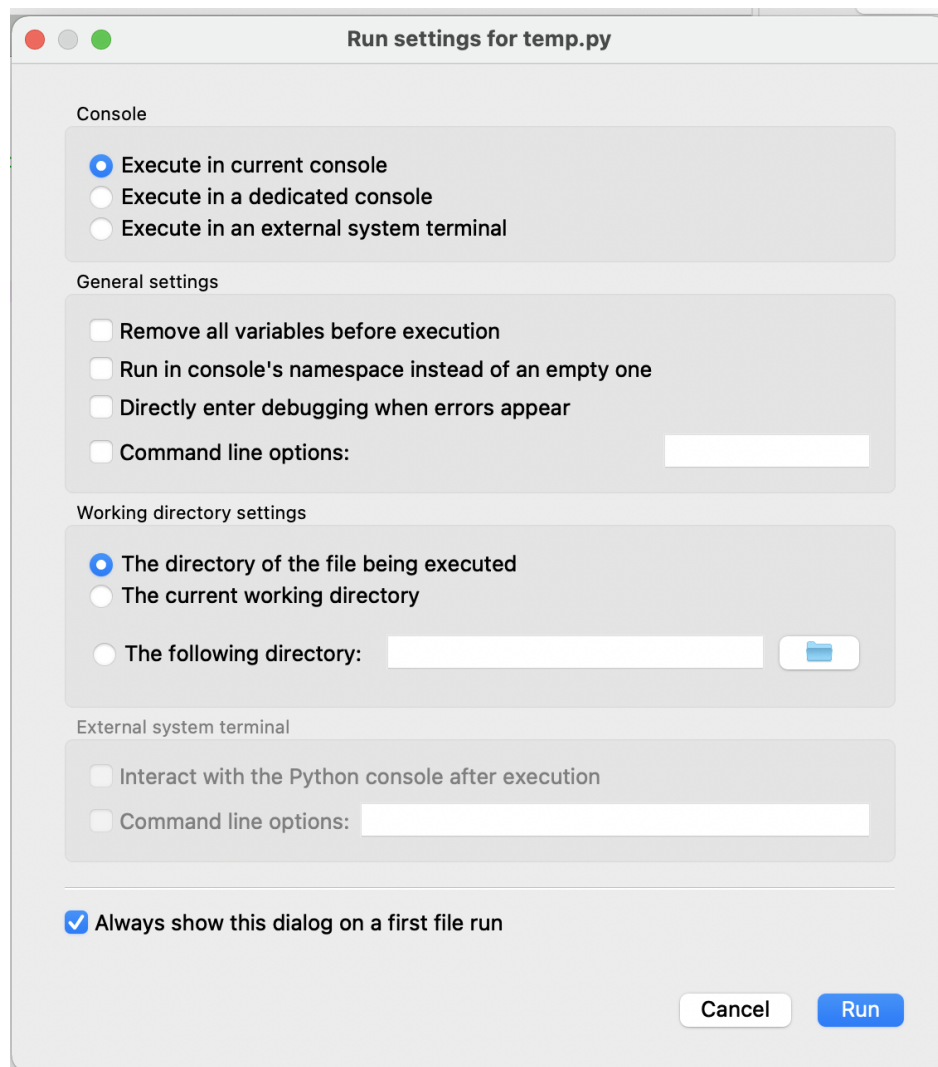 Run settings for temp.py
Console
Execute in current console
Execute in a dedicated console
Execute in an external system terminal
General settings
Remove all variables before execution
Run in console's namespace instead of an empty one
Directly enter debugging when errors appear
Command line options:
Working directory settings
The directory of the file being executed
The current working directory
The following directory:
External system terminal
Interact with the Python console after execution
Command line options:
Always show this dialog on a first file run
Cancel Run